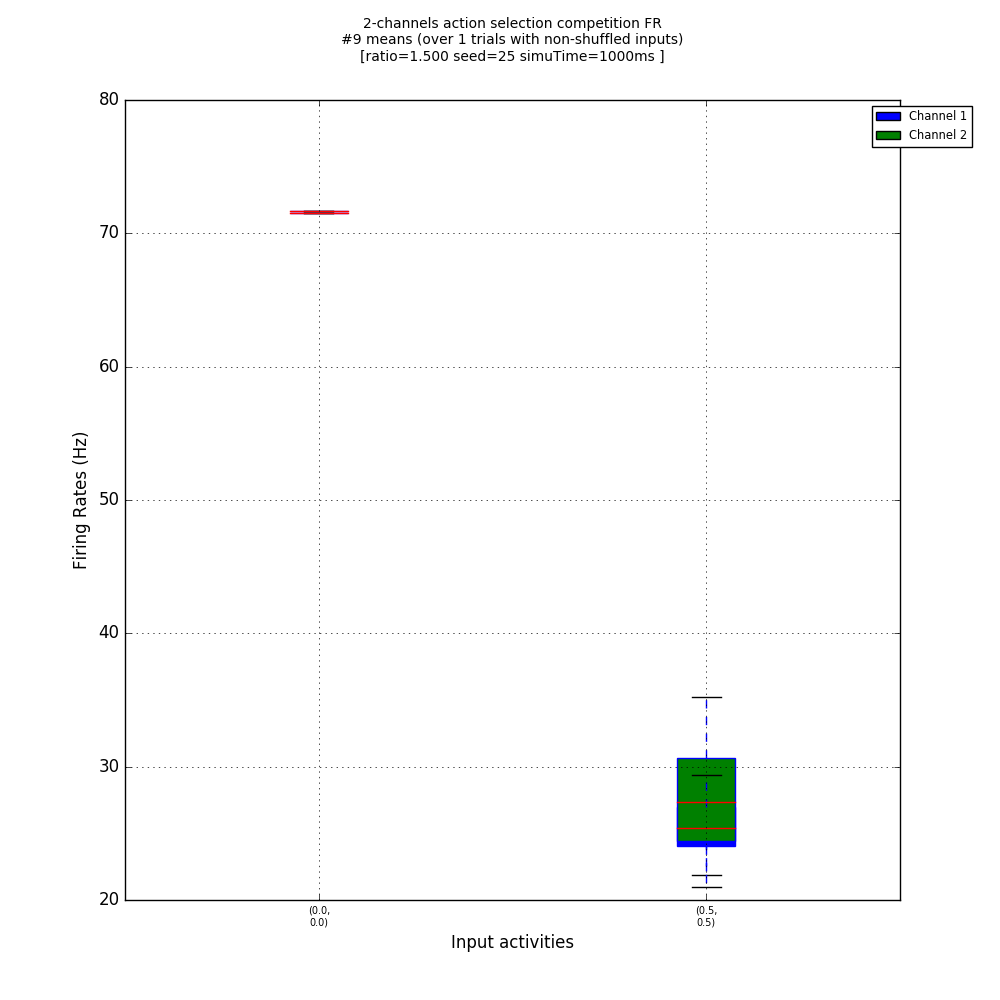 2-channels action selection competition FR
#9 means (over 1 trials with non-shuffled inputs)
[ratio=1.500 seed=25 simuTime=1000ms ]
80
70
60
50
40
30
20
Firing Rates (Hz)
Channel 1
Channel 2
(0.0,
0.0)
(0.5,
0.5)
Input activities